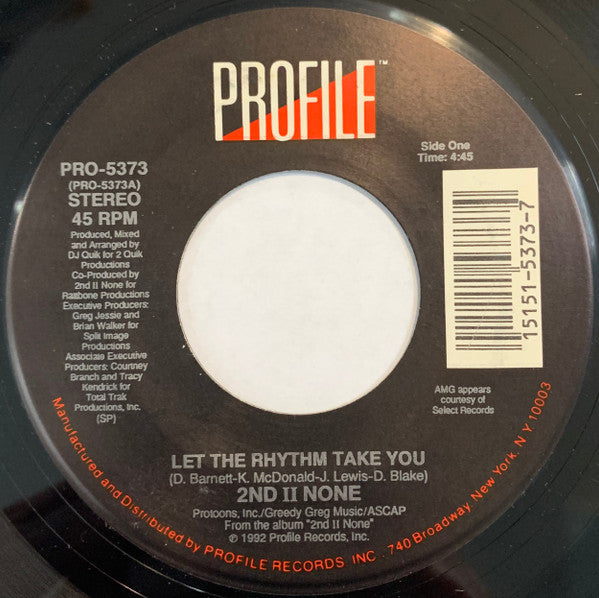 PROFILE™
Side One
Time: 4:45
PRO-5373
(PRO-5373A)
STEREO
45 RPM
Produced, Mixed
and Arranged by
DJ Quik for 2 Quik
Productions
Co-Produced by
2nd II None for
Rattbone Productions
Executive Producers:
Greg Jessie and
Brian Walker for
Split Image
Productions
Associate Executive
Producers: Courtney
Branch and Tracy
Kendrick for
Total Trak
Productions, Inc.
(SP)
15151-5373-7
AMG appears
courtesy of
Select Records
LET THE RHYTHM TAKE YOU
(D. Barnett-K. McDonald-J. Lewis-D. Blake)
2ND II NONE
Protoons, Inc./Greedy Greg Music/ASCAP
From the album "2nd II None"
℗ 1992 Profile Records, Inc.
Manufactured and Distributed by PROFILE RECORDS, INC. 740 Broadway, New York, N Y 10003